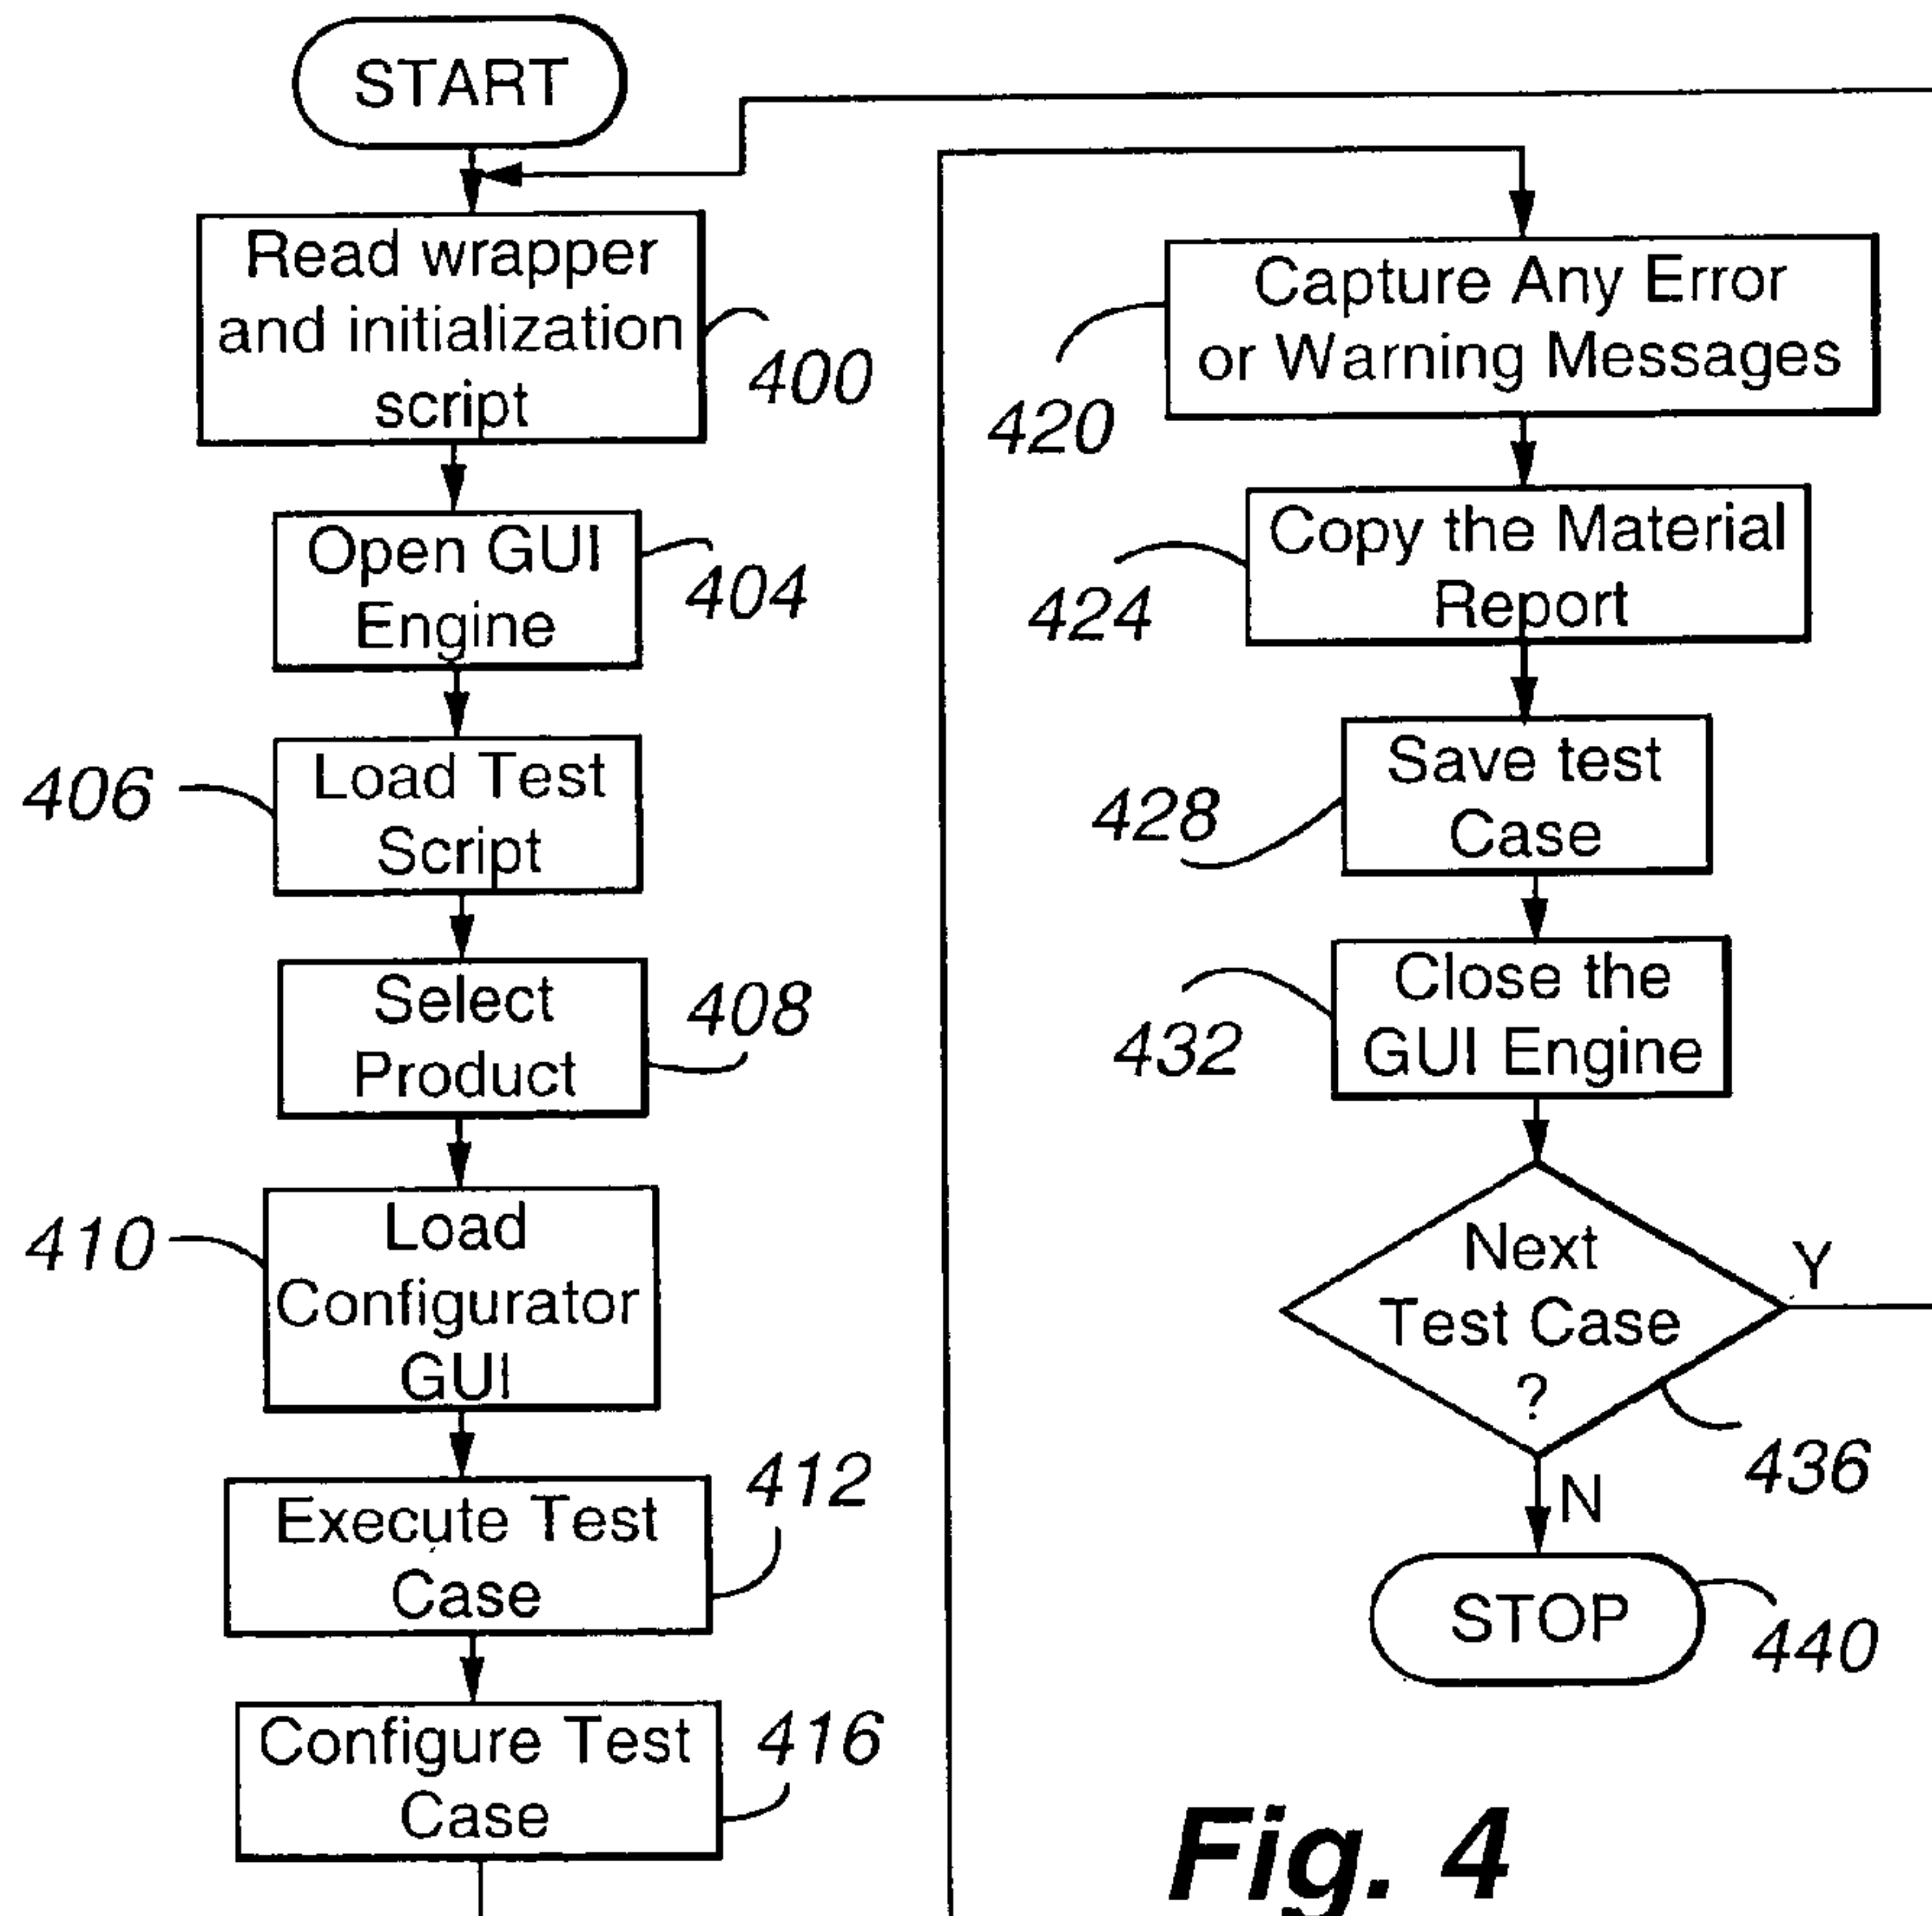 START
Read wrapper
and initialization
script
400
Open GUI
Engine
404
Load Test
Script
406
Select
Product
408
Load
Configurator
GUI
410
Execute Test
Case
412
Configure Test
Case
416
Capture Any Error
or Warning Messages
420
Copy the Material
Report
424
Save test
Case
428
Close the
GUI Engine
432
Next
Test Case
?
Y
436
N
STOP
440
Fig. 4